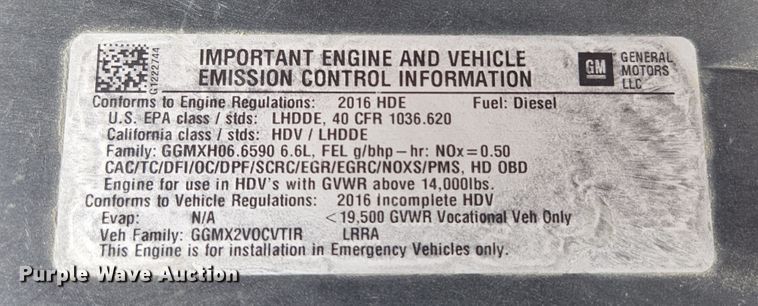 G1222744
IMPORTANT ENGINE AND VEHICLE
EMISSION CONTROL INFORMATION
GM
GENERAL
MOTORS
LLC
Conforms to Engine Regulations: 2016 HDE Fuel: Diesel
U.S. EPA class / stds: LHDDE, 40 CFR 1036.620
California class / stds: HDV / LHDDE
Family: GGMXH06.6590 6.6L, FEL g/bhp-hr: NOx=0.50
CAC/TC/DFI/OC/DPF/SCRC/EGR/EGRC/NOXS/PMS, HD OBD
Engine for use in HDV's with GVWR above 14,000lbs.
Conforms to Vehicle Regulations: 2016 Incomplete HDV
Evap: N/A <19,500 GVWR Vocational Veh Only
Veh Family: GGMX2VOCVTIR LRRA
This Engine is for installation in Emergency Vehicles only.
Purple Wave Auction